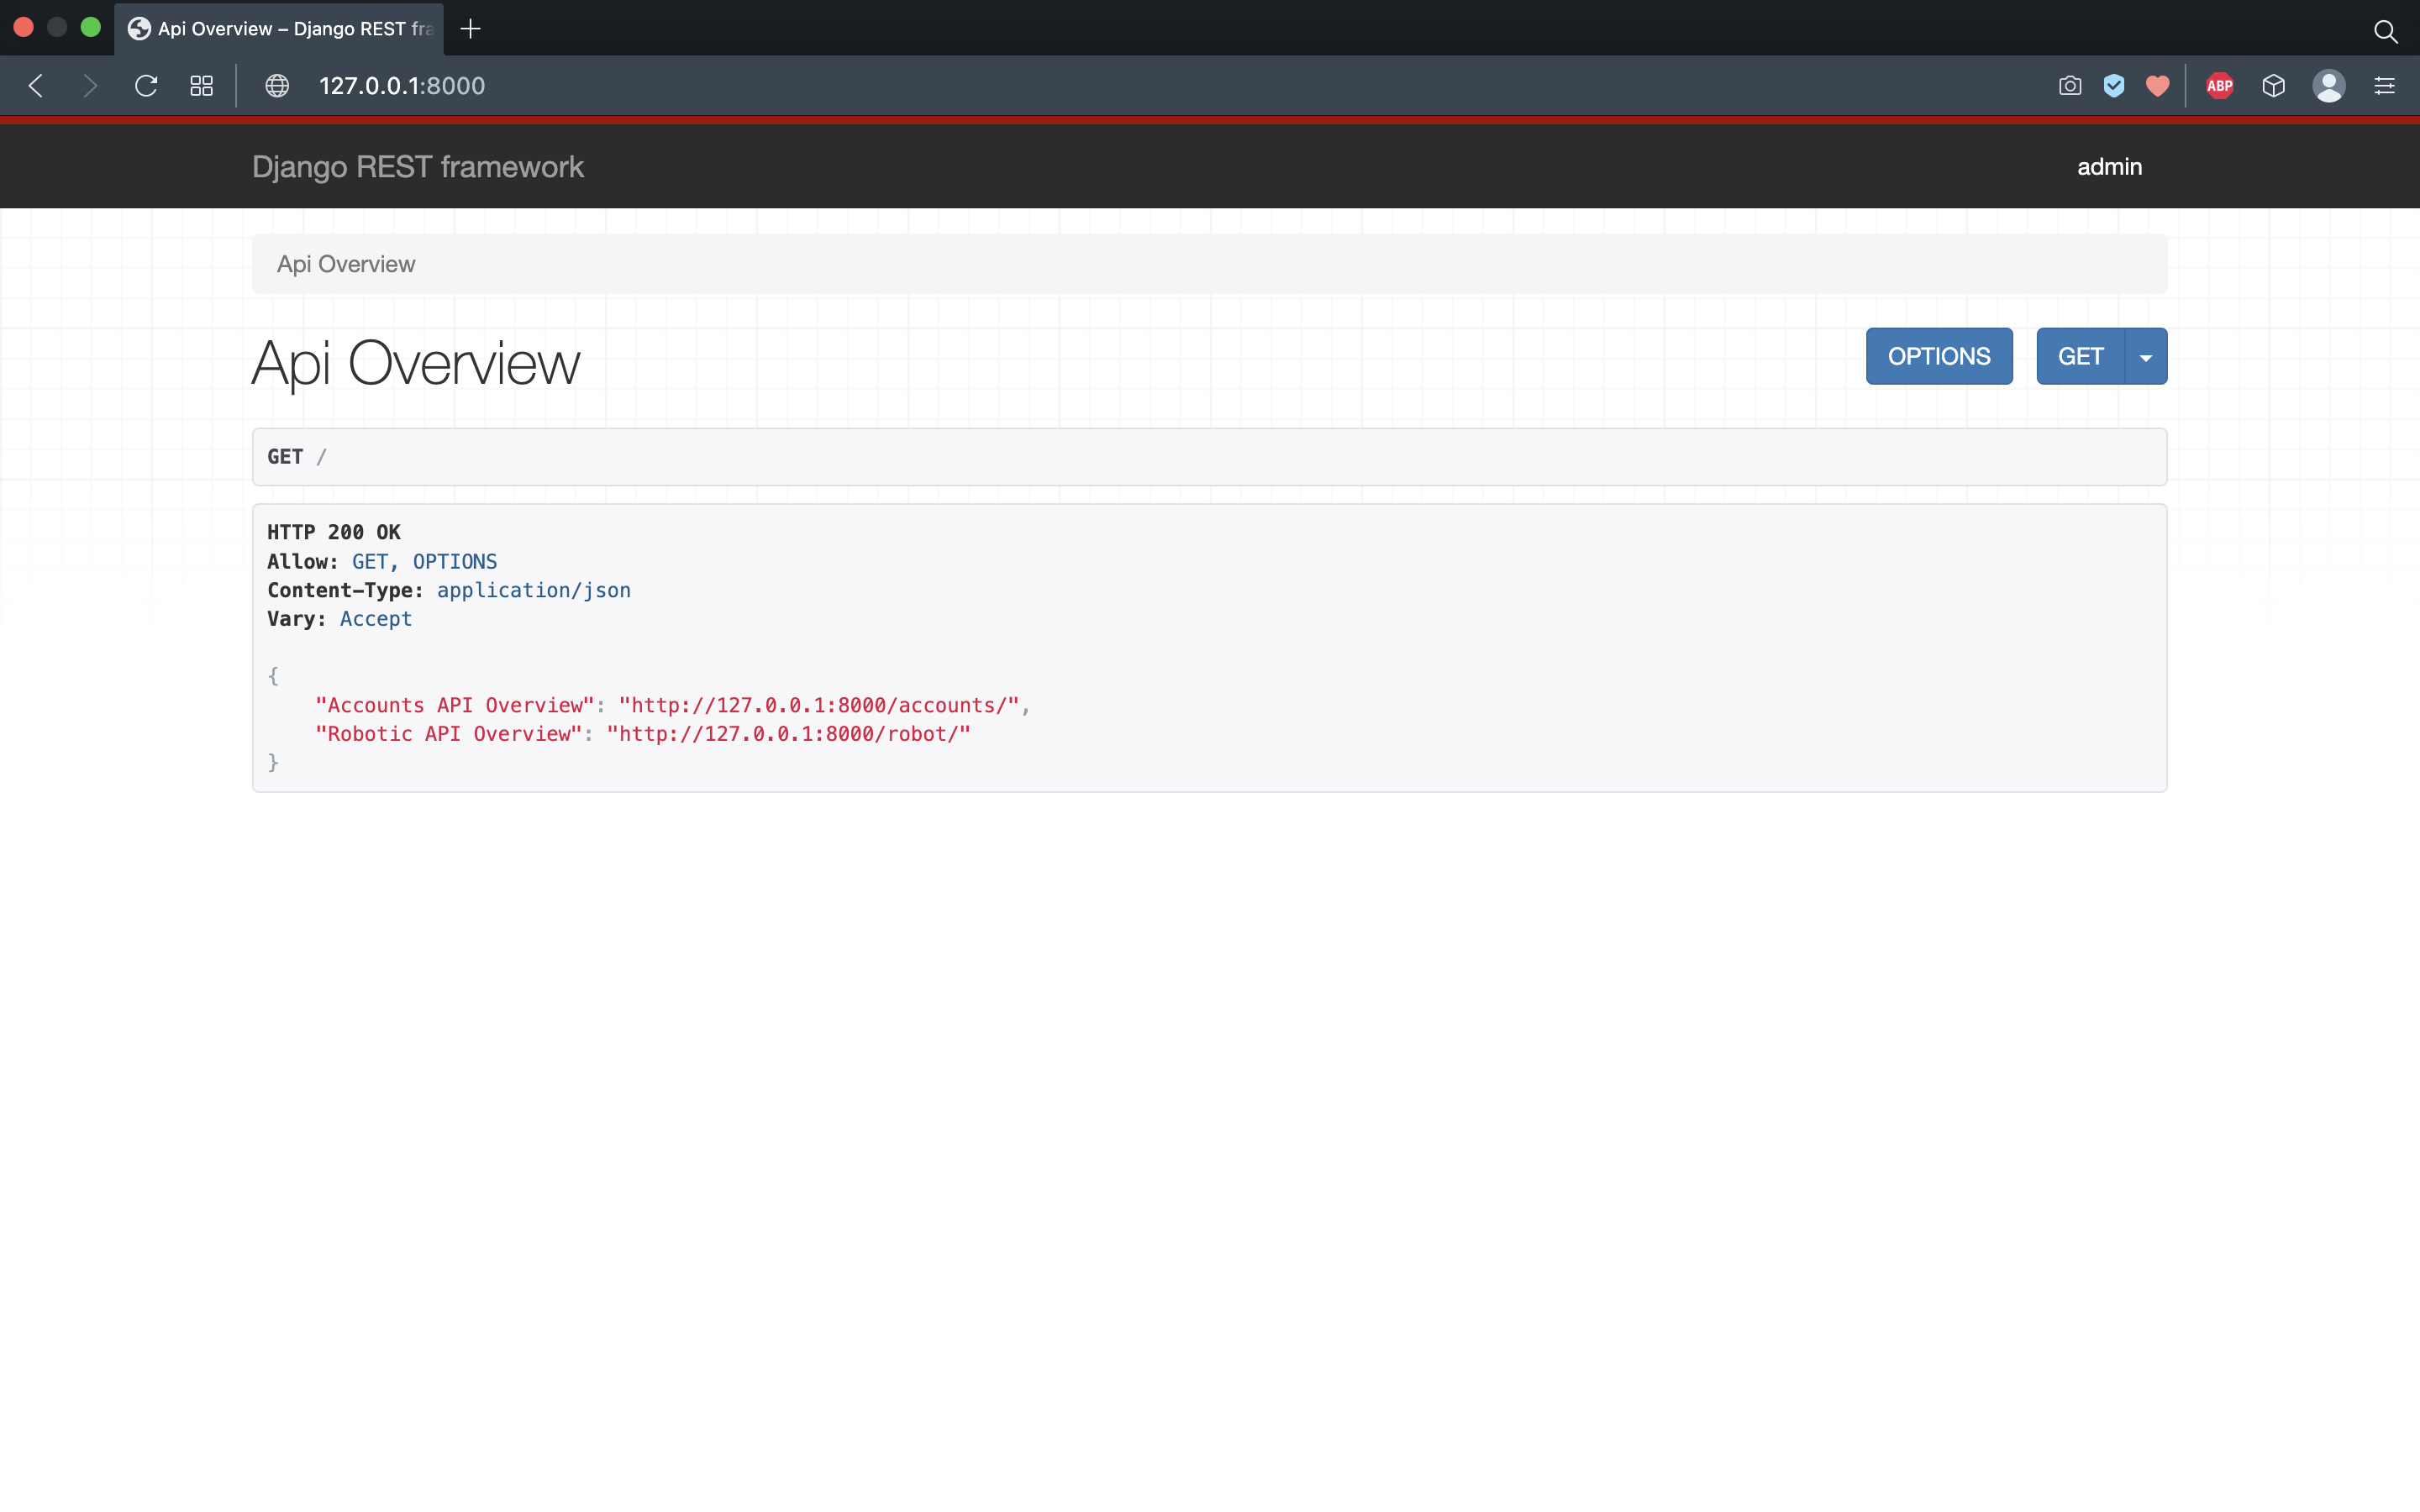 Api Overview – Django REST fra
127.0.0.1:8000
ABP
Django REST framework
admin
Api Overview
Api Overview
OPTIONS
GET
GET /
HTTP 200 OK
Allow: GET, OPTIONS
Content-Type: application/json
Vary: Accept
{
"Accounts API Overview": "http://127.0.0.1:8000/accounts/",
"Robotic API Overview": "http://127.0.0.1:8000/robot/"
}